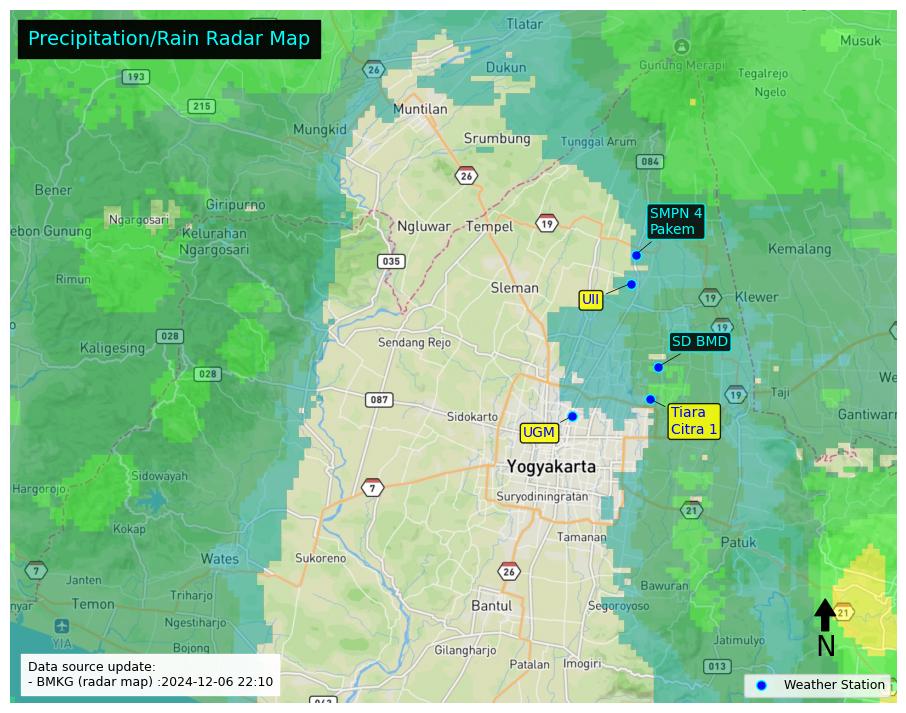 Precipitation/Rain Radar Map
Tlatar
Musuk
26
193
Dukun
Gunung Merapi
Tegalrejo
Ngelo
215
Muntilan
Mungkid
Srumbung
Tunggal Arum
084
26
Bener
Giripurno
Ngargosari
ebon Gunung
Kelurahan
Ngargosari
Ngluwar
Tempel
19
SMPN 4
Pakem
Kemalang
035
Rimun
Sleman
UII
19
Klewer
19
028
Kaligesing
Sendang Rejo
SD BMD
028
087
19
Taji
We
Sidokarto
Tiara
Citra 1
Gantiwarn
UGM
Yogyakarta
Sidowayah
Hargorojo
7
Suryodiningratan
21
Kokap
Tamanan
Patuk
Wates
Sukoreno
7
26
Janten
Bawuran
Triharjo
nyar
Temon
Bantul
Segoroyoso
21
Ngestiharjo
N
YIA
Bojong
Jatimulyo
Gilangharjo
Patalan
Imogiri
013
Data source update:
- BMKG (radar map) :2024-12-06 22:10
Weather Station